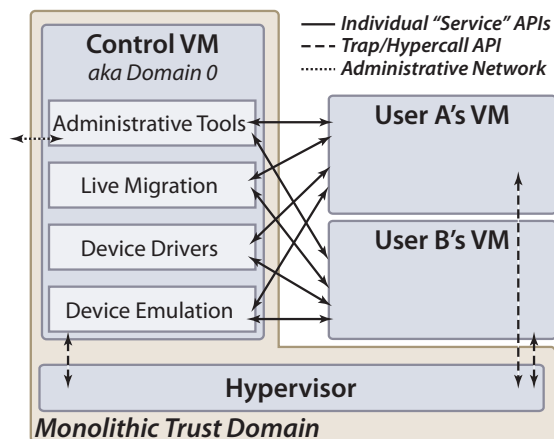 Control VM
aka Domain 0
Administrative Tools
Live Migration
Device Drivers
Device Emulation
Individual “Service” APIs
Trap/Hypercall API
Administrative Network
User A's VM
User B's VM
Hypervisor
Monolithic Trust Domain